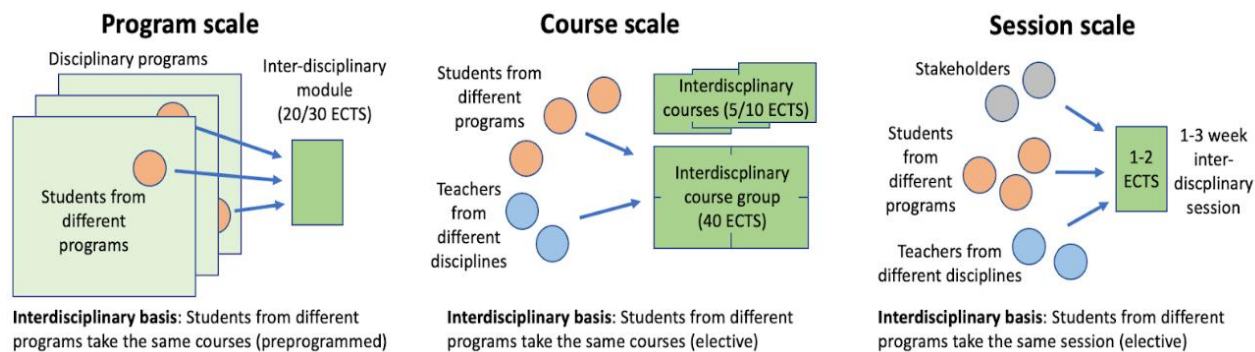 Program scale
Disciplinary programs
Inter-disciplinary
module
(20/30 ECTS)
Students from
different
programs
Interdisciplinary basis: Students from different
programs take the same courses (preprogrammed)
Course scale
Students from
different
programs
Teachers
from
different
disciplines
Interdiscplinary
courses (5/10 ECTS)
Interdiscplinary
course group
(40 ECTS)
Interdisciplinary basis: Students from different
programs take the same courses (elective)
Session scale
Stakeholders
Students
from
different
programs
Teachers from
different disciplines
1-2
ECTS
1-3 week
inter-
discplinary
session
Interdisciplinary basis: Students from different
programs take the same session (elective)